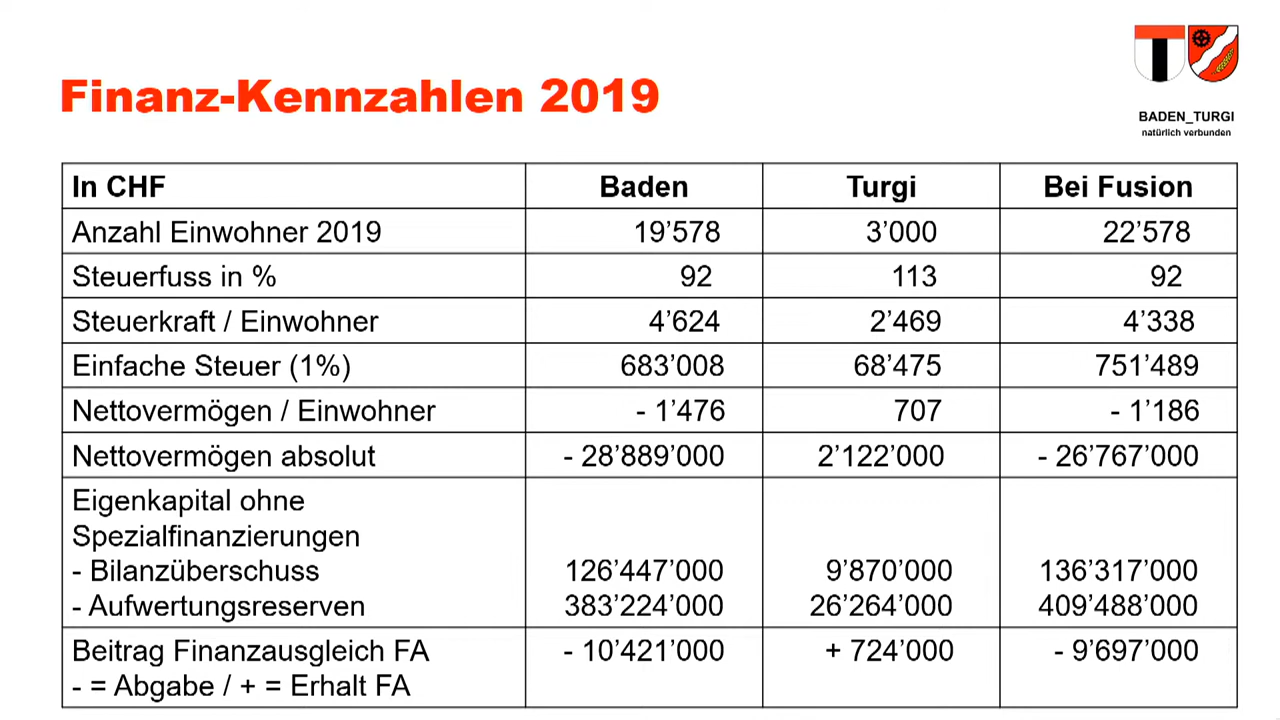 Finanz-Kennzahlen 2019
BADEN_TURGI
natürlich verbunden
In CHF Baden Turgi Bei Fusion
Anzahl Einwohner 2019 19’578 3’000 22’578
Steuerfuss in % 92 113 92
Steuerkraft / Einwohner 4’624 2’469 4’338
Einfache Steuer (1%) 683’008 68’475 751’489
Nettovermögen / Einwohner - 1’476 707 - 1’186
Nettovermögen absolut - 28’889’000 2’122’000 - 26’767’000
Eigenkapital ohne
Spezialfinanzierungen
- Bilanzüberschuss 126’447’000 9’870’000 136’317’000
- Aufwertungsreserven 383’224’000 26’264’000 409’488’000
Beitrag Finanzausgleich FA - 10’421’000 + 724’000 - 9’697’000
- = Abgabe / + = Erhalt FA